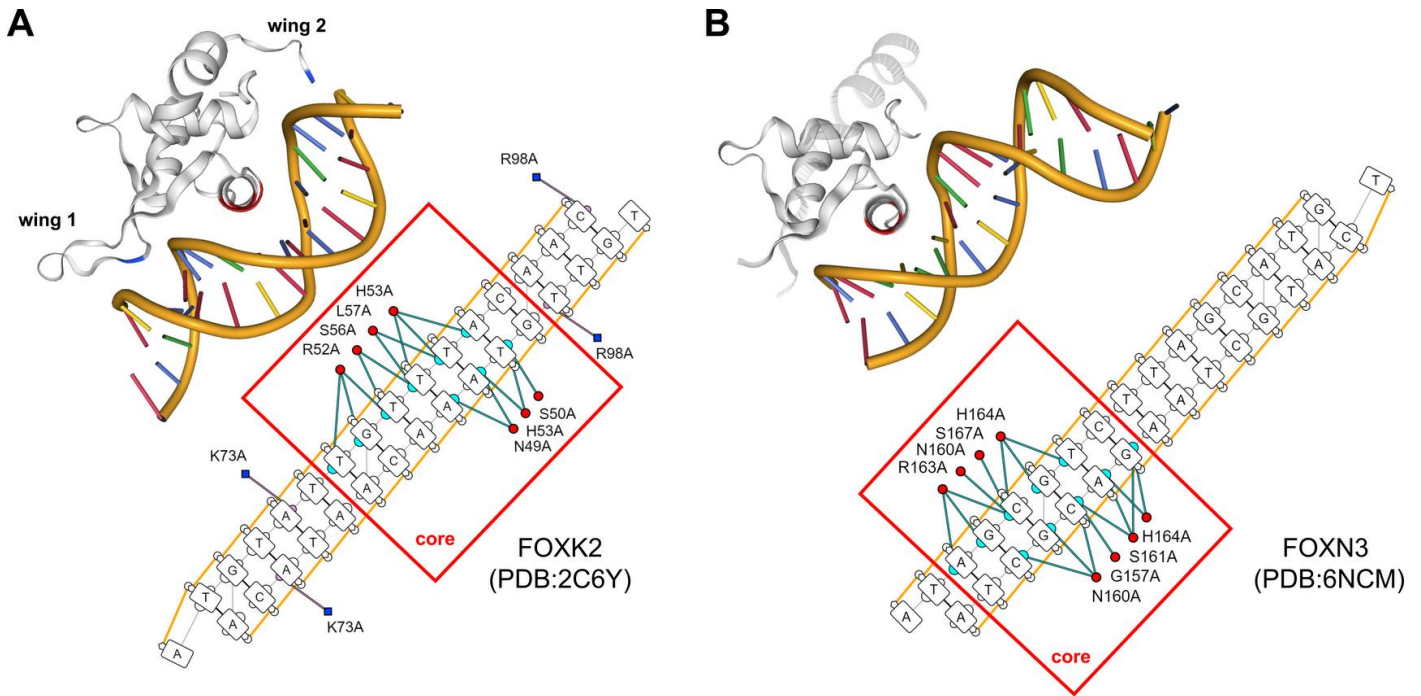 A
B
wing 2
wing 1
R98A
C T
A G
A T
C T
R98A
H53A
L57A
S56A
R52A
A G
T T
T A
T A
G A
T C
S50A
H53A
N49A
K73A
T A
A A
T T
G A
T C
A
A
K73A
core
FOXK2
(PDB:2C6Y)
T
G C
T A
A T
C G
G C
A T
T A
T A
C G
H164A
S167A
N160A
R163A
T A
G C
C G
G C
A T
T A
A
H164A
S161A
G157A
N160A
core
FOXN3
(PDB:6NCM)